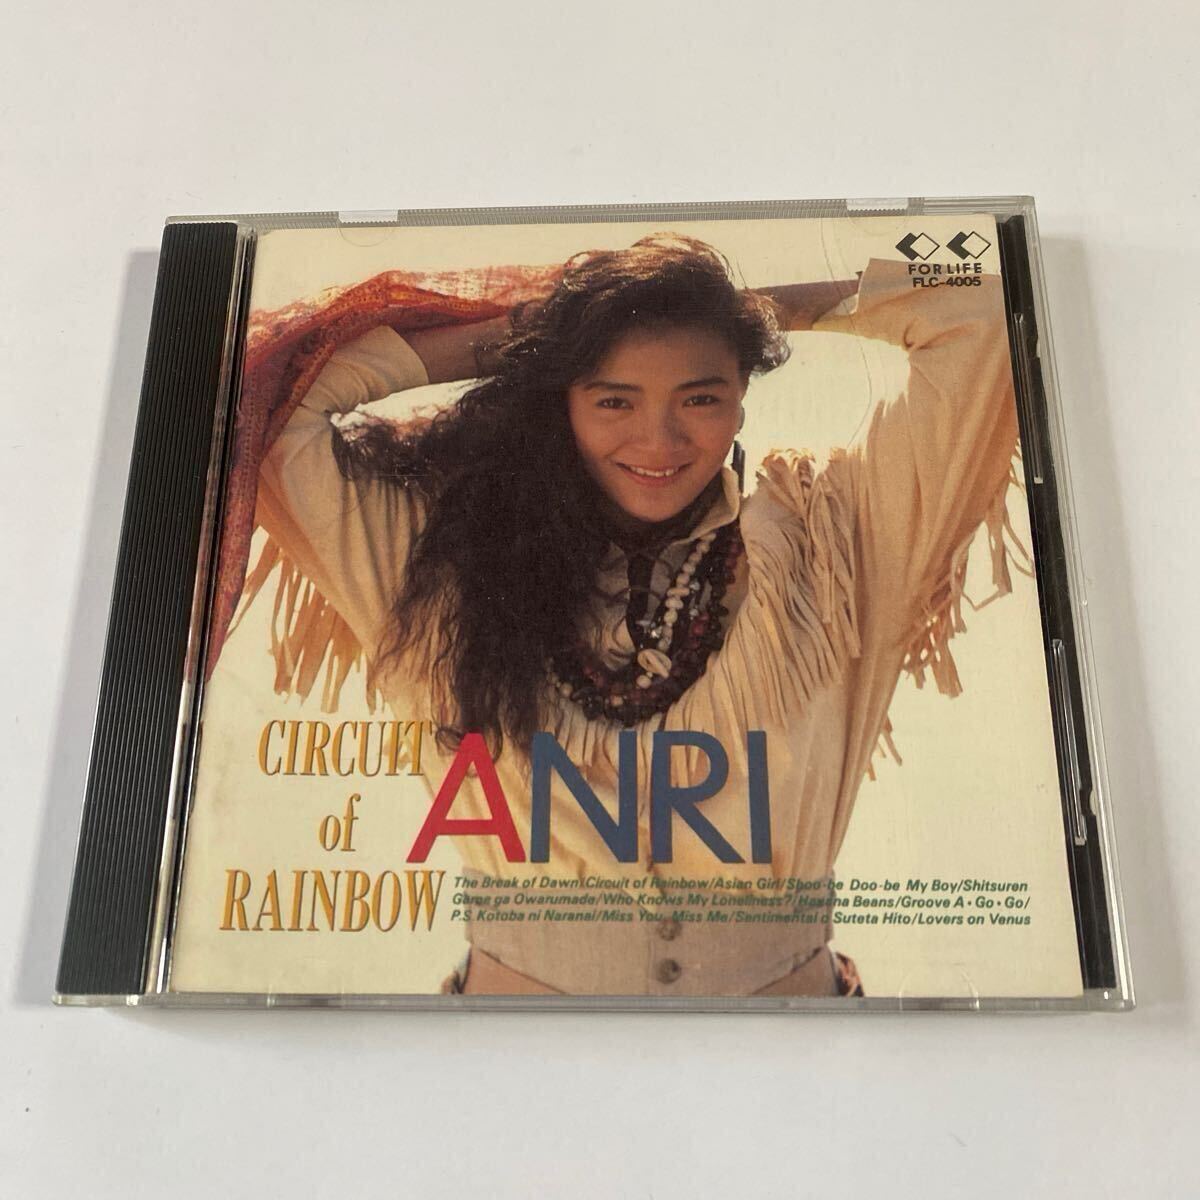 FOR LIFE
FLC-4005
CIRCUIT
of
RAINBOW
ANRI
The Break of Dawn/Circuit of Rainbow/Asian Girl/Shoo-be Doo-be My Boy/Shitsuren
Game ga Owarumade/Who Knows My Loneliness?/Havana Beans/Groove A・Go・Go/
P.S. Kotoba ni Naranai/Miss You, Miss Me/Sentimental o Suteta Hito/Lovers on Venus